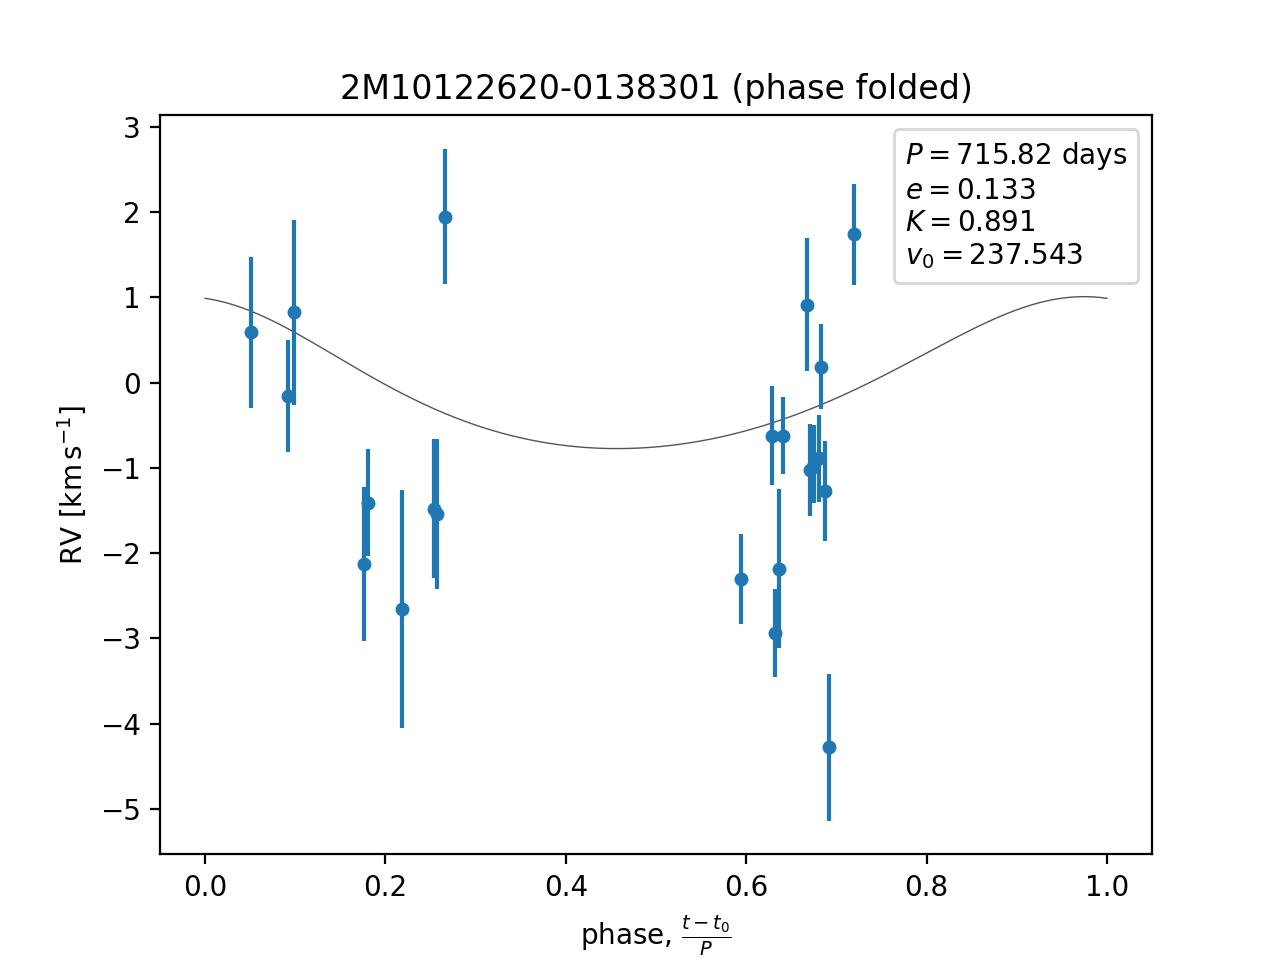 2M10122620-0138301 (phase folded)
P = 715.82 days
e = 0.133
K = 0.891
v₀ = 237.543
3
2
1
0
−1
−2
−3
−4
−5
RV [km s⁻¹]
0.0 0.2 0.4 0.6 0.8 1.0
phase, (t − t₀)/P